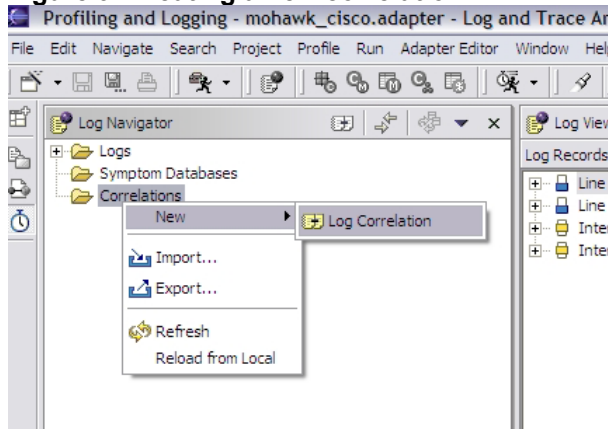 Profiling and Logging - mohawk_cisco.adapter - Log and Trace An
File Edit Navigate Search Project Profile Run Adapter Editor Window Hel
Log Navigator
Log View
Logs
Log Records
Symptom Databases
Line
Correlations
Line
New
Log Correlation
Inter
Inter
Import...
Export...
Refresh
Reload from Local